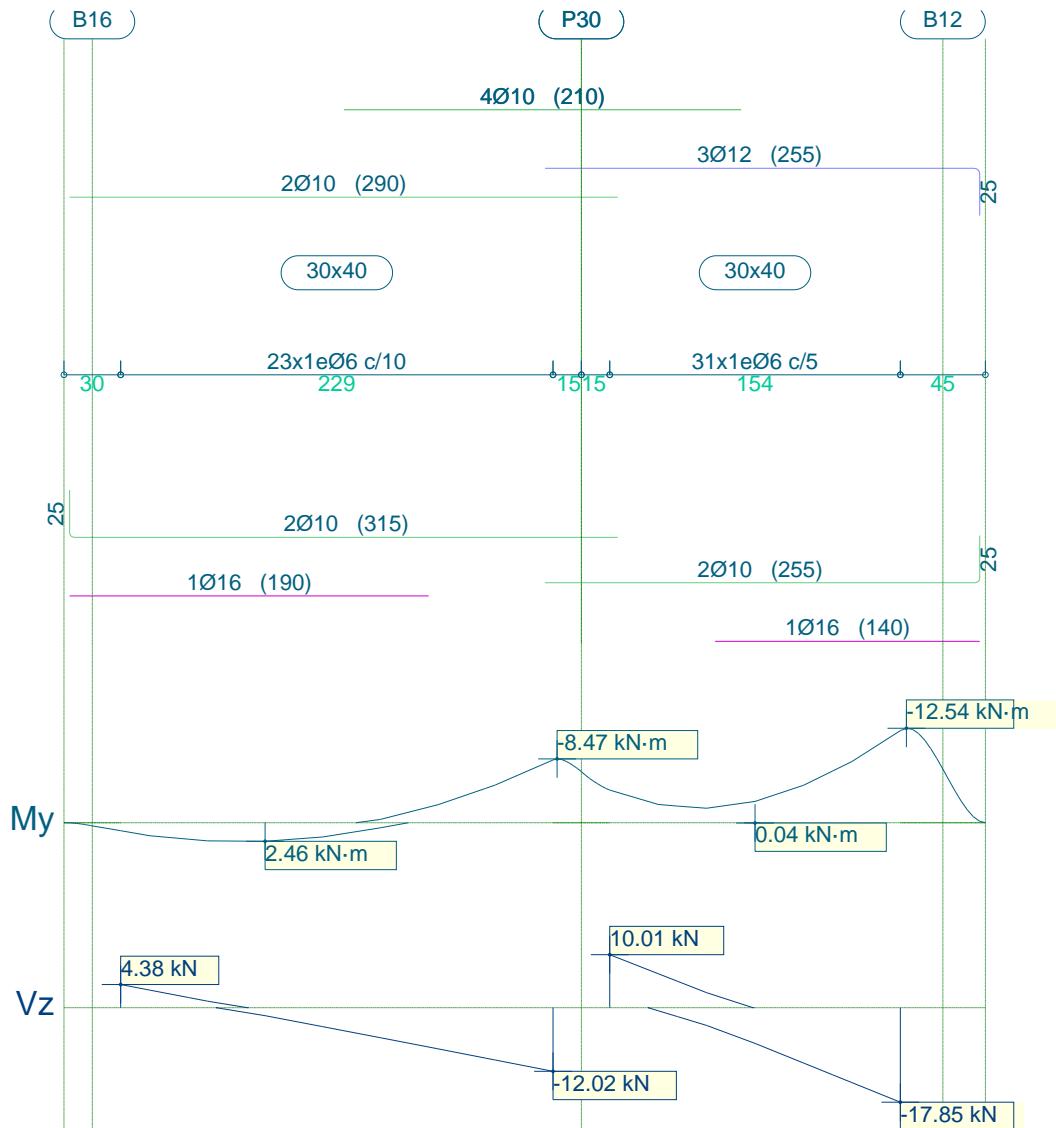 B16 P30 B12
4Ø10 (210)
3Ø12 (255)
2Ø10 (290)
25
30x40 30x40
23x1eØ6 c/10 31x1eØ6 c/5
30 229 1515 154 45
25
2Ø10 (315)
25
2Ø10 (255)
1Ø16 (190)
1Ø16 (140)
-12.54 kN·m
-8.47 kN·m
My
0.04 kN·m
2.46 kN·m
10.01 kN
4.38 kN
Vz
-12.02 kN
-17.85 kN